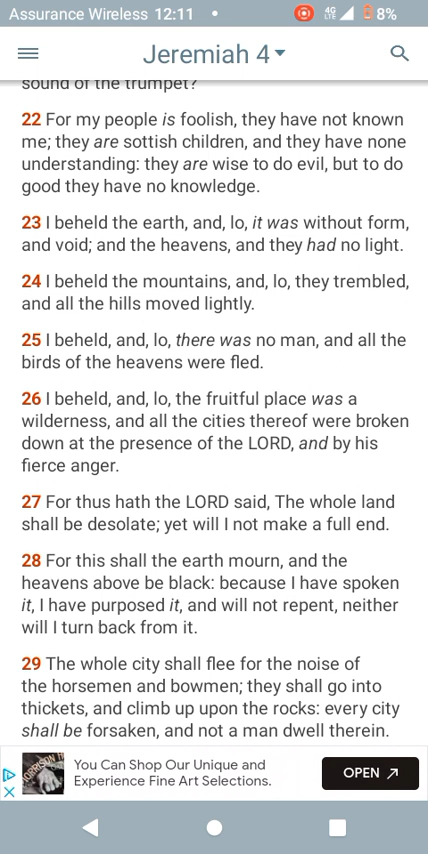 Assurance Wireless 12:11
4G
LTE
8%
Jeremiah 4
sound of the trumpet?
22 For my people is foolish, they have not known
me; they are sottish children, and they have none
understanding: they are wise to do evil, but to do
good they have no knowledge.
23 I beheld the earth, and, lo, it was without form,
and void; and the heavens, and they had no light.
24 I beheld the mountains, and, lo, they trembled,
and all the hills moved lightly.
25 I beheld, and, lo, there was no man, and all the
birds of the heavens were fled.
26 I beheld, and, lo, the fruitful place was a
wilderness, and all the cities thereof were broken
down at the presence of the LORD, and by his
fierce anger.
27 For thus hath the LORD said, The whole land
shall be desolate; yet will I not make a full end.
28 For this shall the earth mourn, and the
heavens above be black: because I have spoken
it, I have purposed it, and will not repent, neither
will I turn back from it.
29 The whole city shall flee for the noise of
the horsemen and bowmen; they shall go into
thickets, and climb up upon the rocks: every city
shall be forsaken, and not a man dwell therein.
You Can Shop Our Unique and
Experience Fine Art Selections.
OPEN